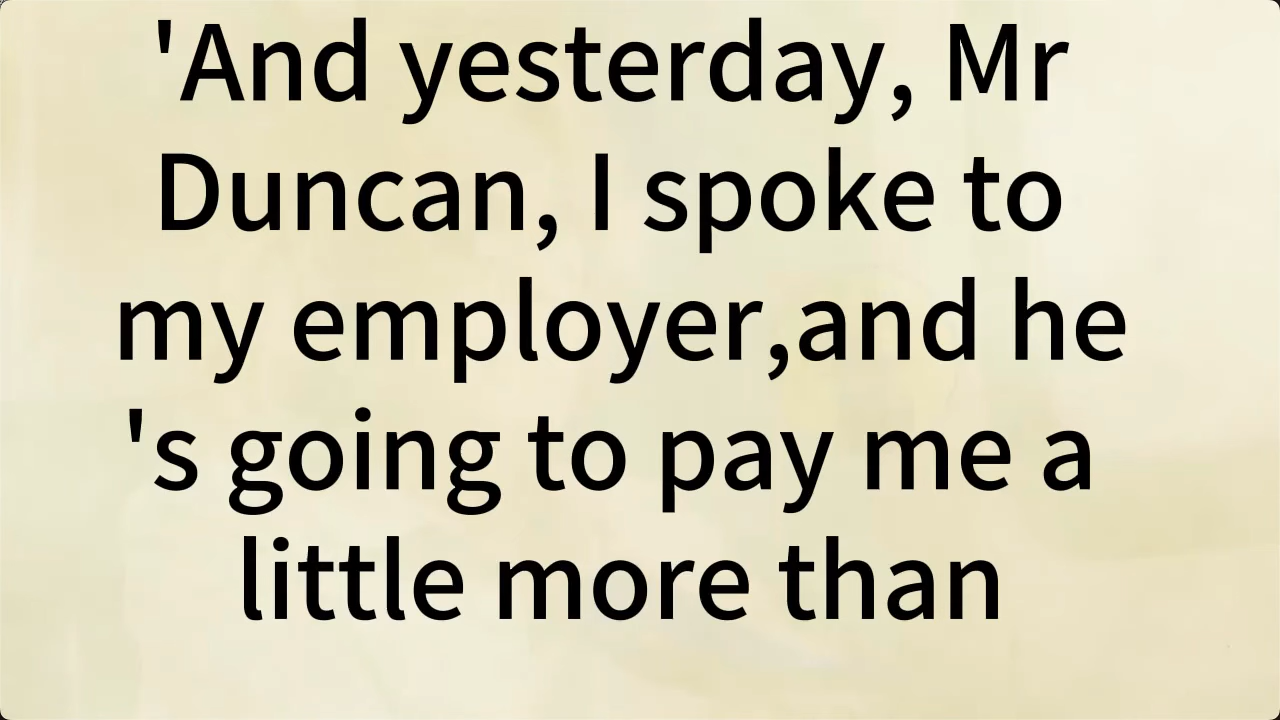 'And yesterday, Mr
Duncan, I spoke to
my employer,and he
's going to pay me a
little more than